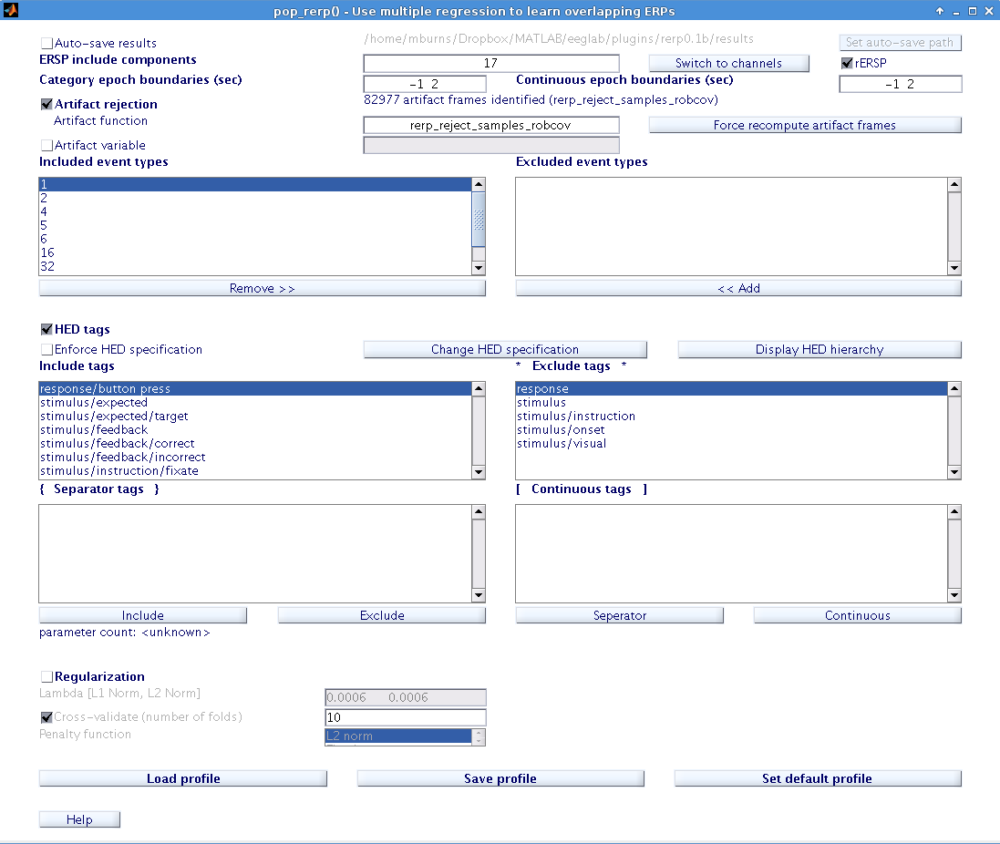 pop_rerp() - Use multiple regression to learn overlapping ERPs
Auto-save results
/home/mburns/Dropbox/MATLAB/eeglab/plugins/rerp0.1b/results
Set auto-save path
ERSP include components
17
Switch to channels
rERSP
Category epoch boundaries (sec)
-1 2
Continuous epoch boundaries (sec)
-1 2
Artifact rejection
82977 artifact frames identified (rerp_reject_samples_robcov)
Artifact function
rerp_reject_samples_robcov
Force recompute artifact frames
Artifact variable
Included event types
Excluded event types
1
2
4
5
6
16
32
Remove >>
<< Add
HED tags
Enforce HED specification
Change HED specification
Display HED hierarchy
Include tags
* Exclude tags *
response/button press
stimulus/expected
stimulus/expected/target
stimulus/feedback
stimulus/feedback/correct
stimulus/feedback/incorrect
stimulus/instruction/fixate
response
stimulus
stimulus/instruction
stimulus/onset
stimulus/visual
{ Separator tags }
[ Continuous tags ]
Include
Exclude
Seperator
Continuous
parameter count: <unknown>
Regularization
Lambda [L1 Norm, L2 Norm]
0.0006 0.0006
Cross-validate (number of folds)
10
Penalty function
L2 norm
Load profile
Save profile
Set default profile
Help